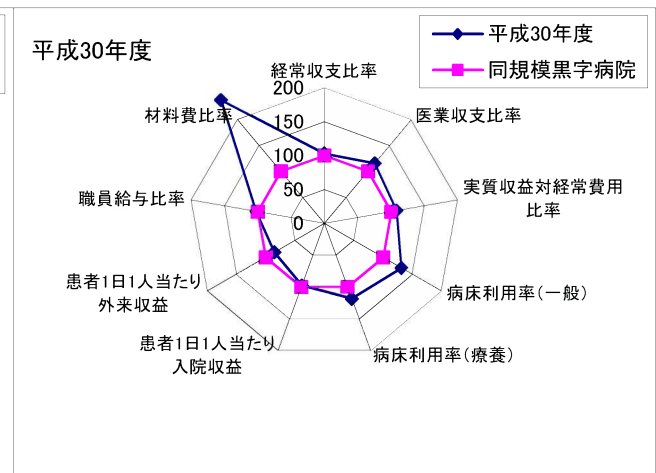 平成30年度
平成30年度
同規模黒字病院
経常収支比率
医業収支比率
実質収益対経常費用
比率
病床利用率(一般)
病床利用率(療養)
患者1日1人当たり
入院収益
患者1日1人当たり
外来収益
職員給与比率
材料費比率
200
150
100
50
0